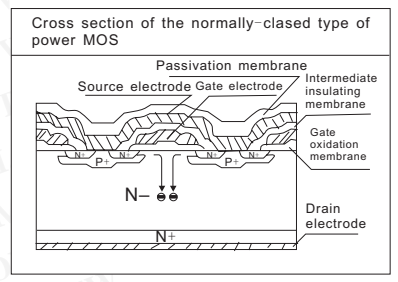 Cross section of the normally-clased type of
power MOS
Passivation membrane
Source electrode
Gate electrode
Intermediate
insulating
membrane
Gate
oxidation
membrane
N+ N+ N+ N+
P+ P+
N−
Drain
electrode
N+